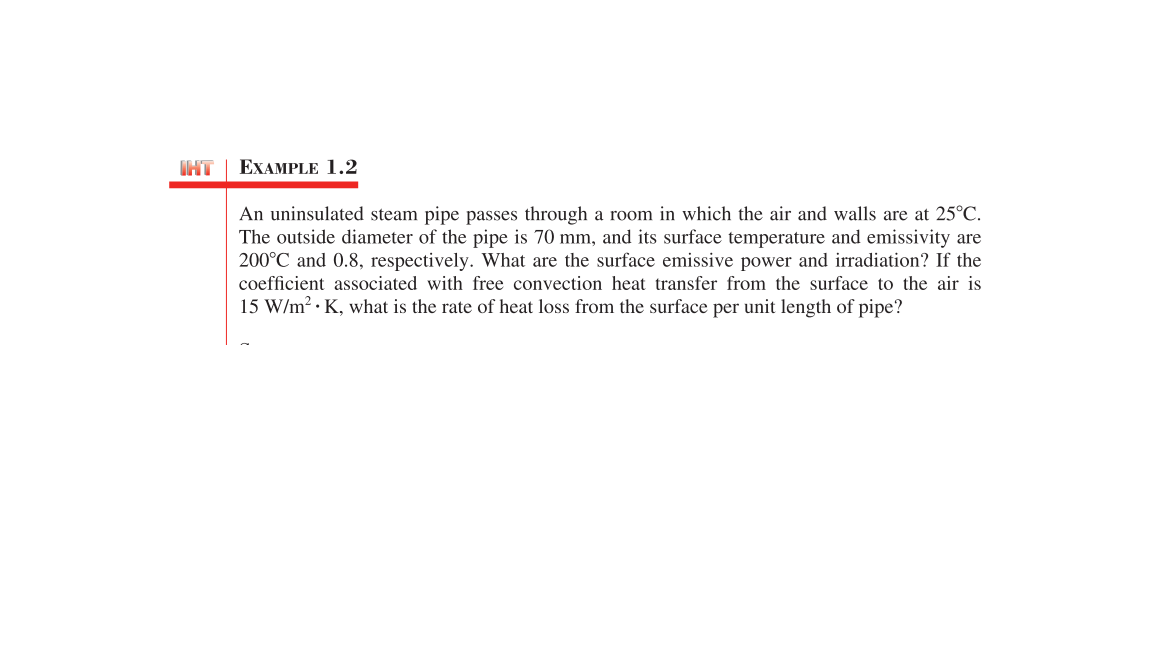 IHT EXAMPLE 1.2
An uninsulated steam pipe passes through a room in which the air and walls are at 25°C.
The outside diameter of the pipe is 70 mm, and its surface temperature and emissivity are
200°C and 0.8, respectively. What are the surface emissive power and irradiation? If the
coefficient associated with free convection heat transfer from the surface to the air is
15 W/m² · K, what is the rate of heat loss from the surface per unit length of pipe?